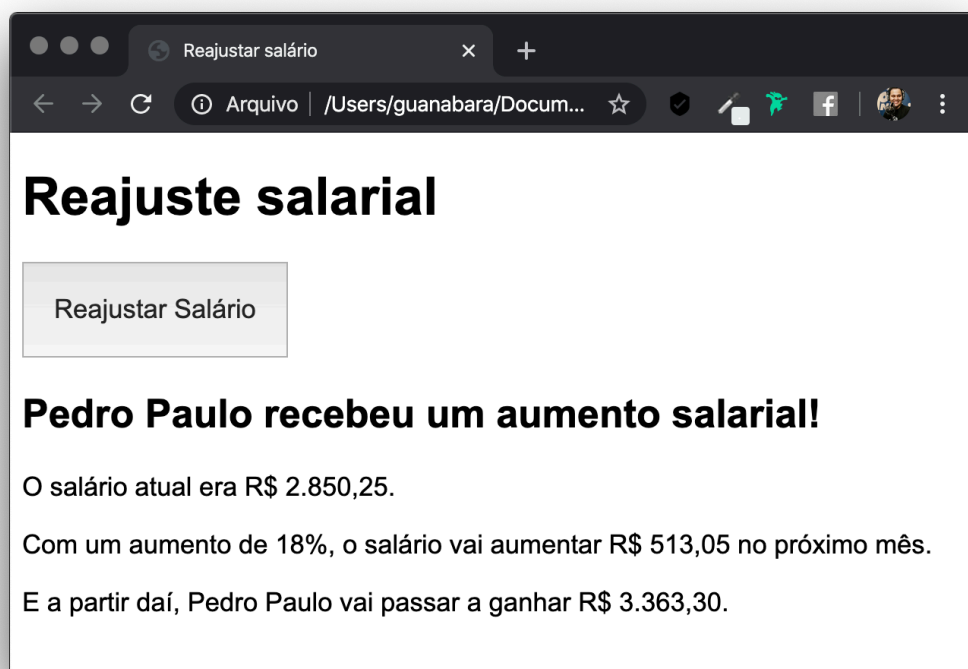 Reajustar salário
Arquivo /Users/guanabara/Docum...
Reajuste salarial
Reajustar Salário
Pedro Paulo recebeu um aumento salarial!
O salário atual era R$ 2.850,25.
Com um aumento de 18%, o salário vai aumentar R$ 513,05 no próximo mês.
E a partir daí, Pedro Paulo vai passar a ganhar R$ 3.363,30.